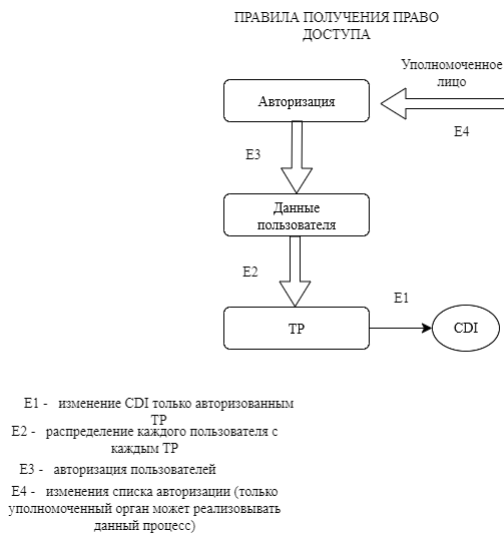 ПРАВИЛА ПОЛУЧЕНИЯ ПРАВО
ДОСТУПА
Уполномоченное
лицо
Авторизация
E4
E3
Данные
пользователя
E2
E1
TP
CDI
E1 - изменение CDI только авторизованным
TP
E2 - распределение каждого пользователя с
каждым TP
E3 - авторизация пользователей
E4 - изменения списка авторизации (только
уполномоченный орган может реализовывать
данный процесс)